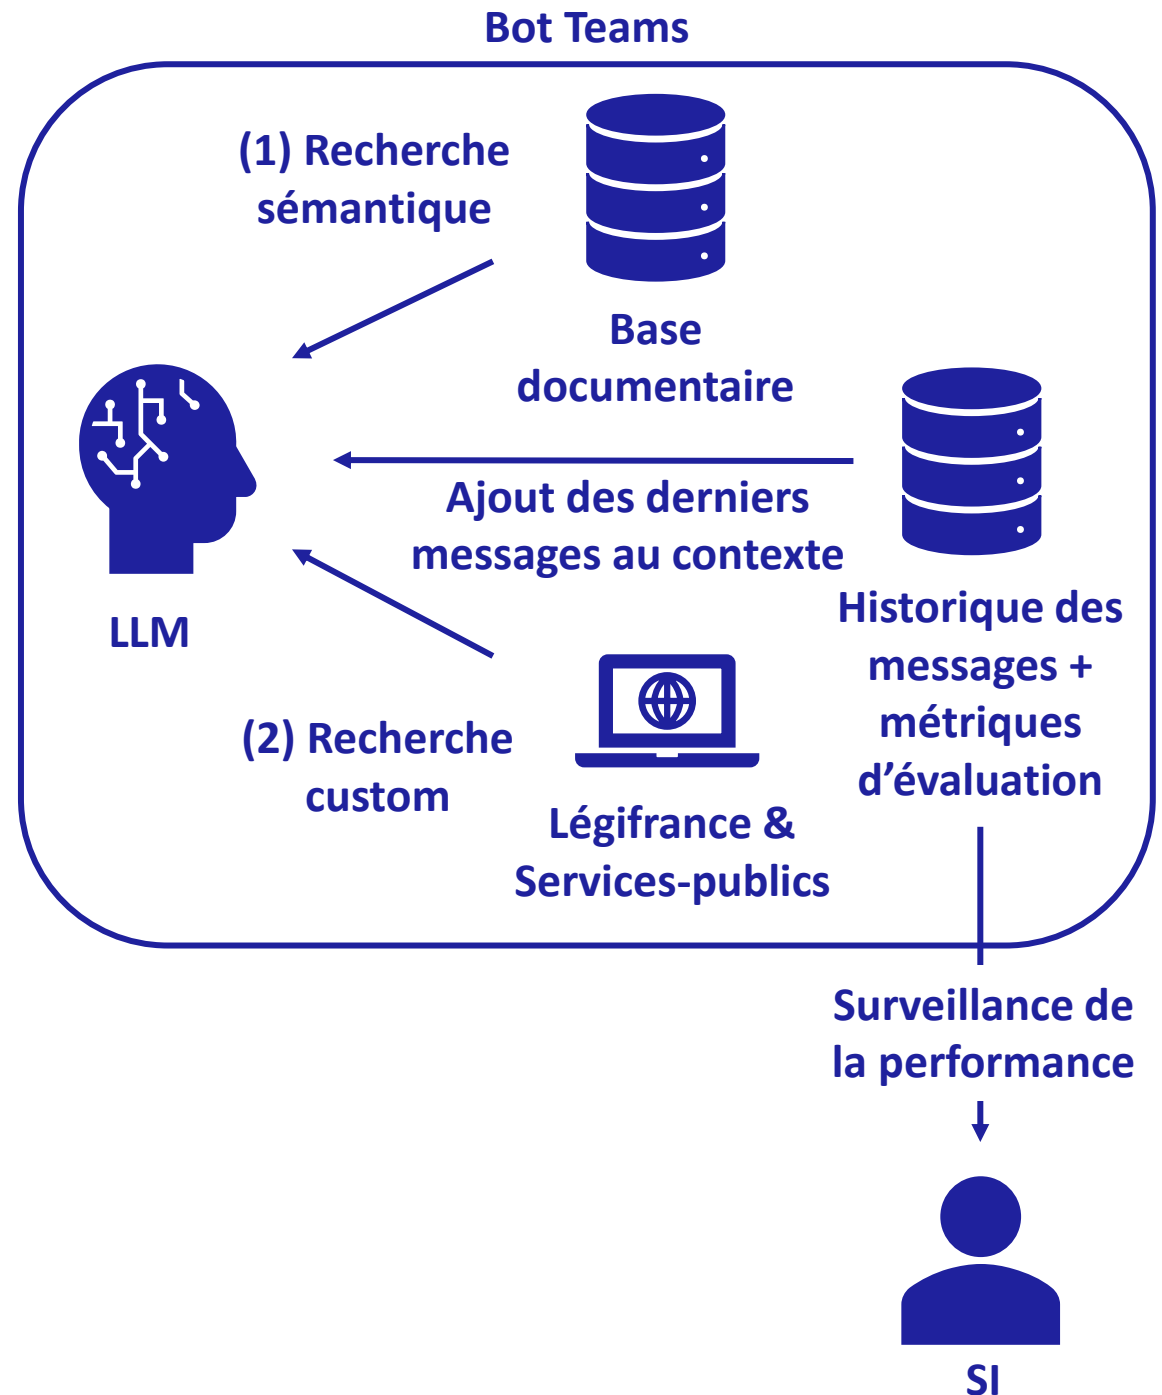 Bot Teams
(1) Recherche
sémantique
Base
documentaire
Ajout des derniers
messages au contexte
LLM
Historique des
messages +
métriques
d’évaluation
(2) Recherche
custom
Légifrance &
Services-publics
Surveillance de
la performance
SI